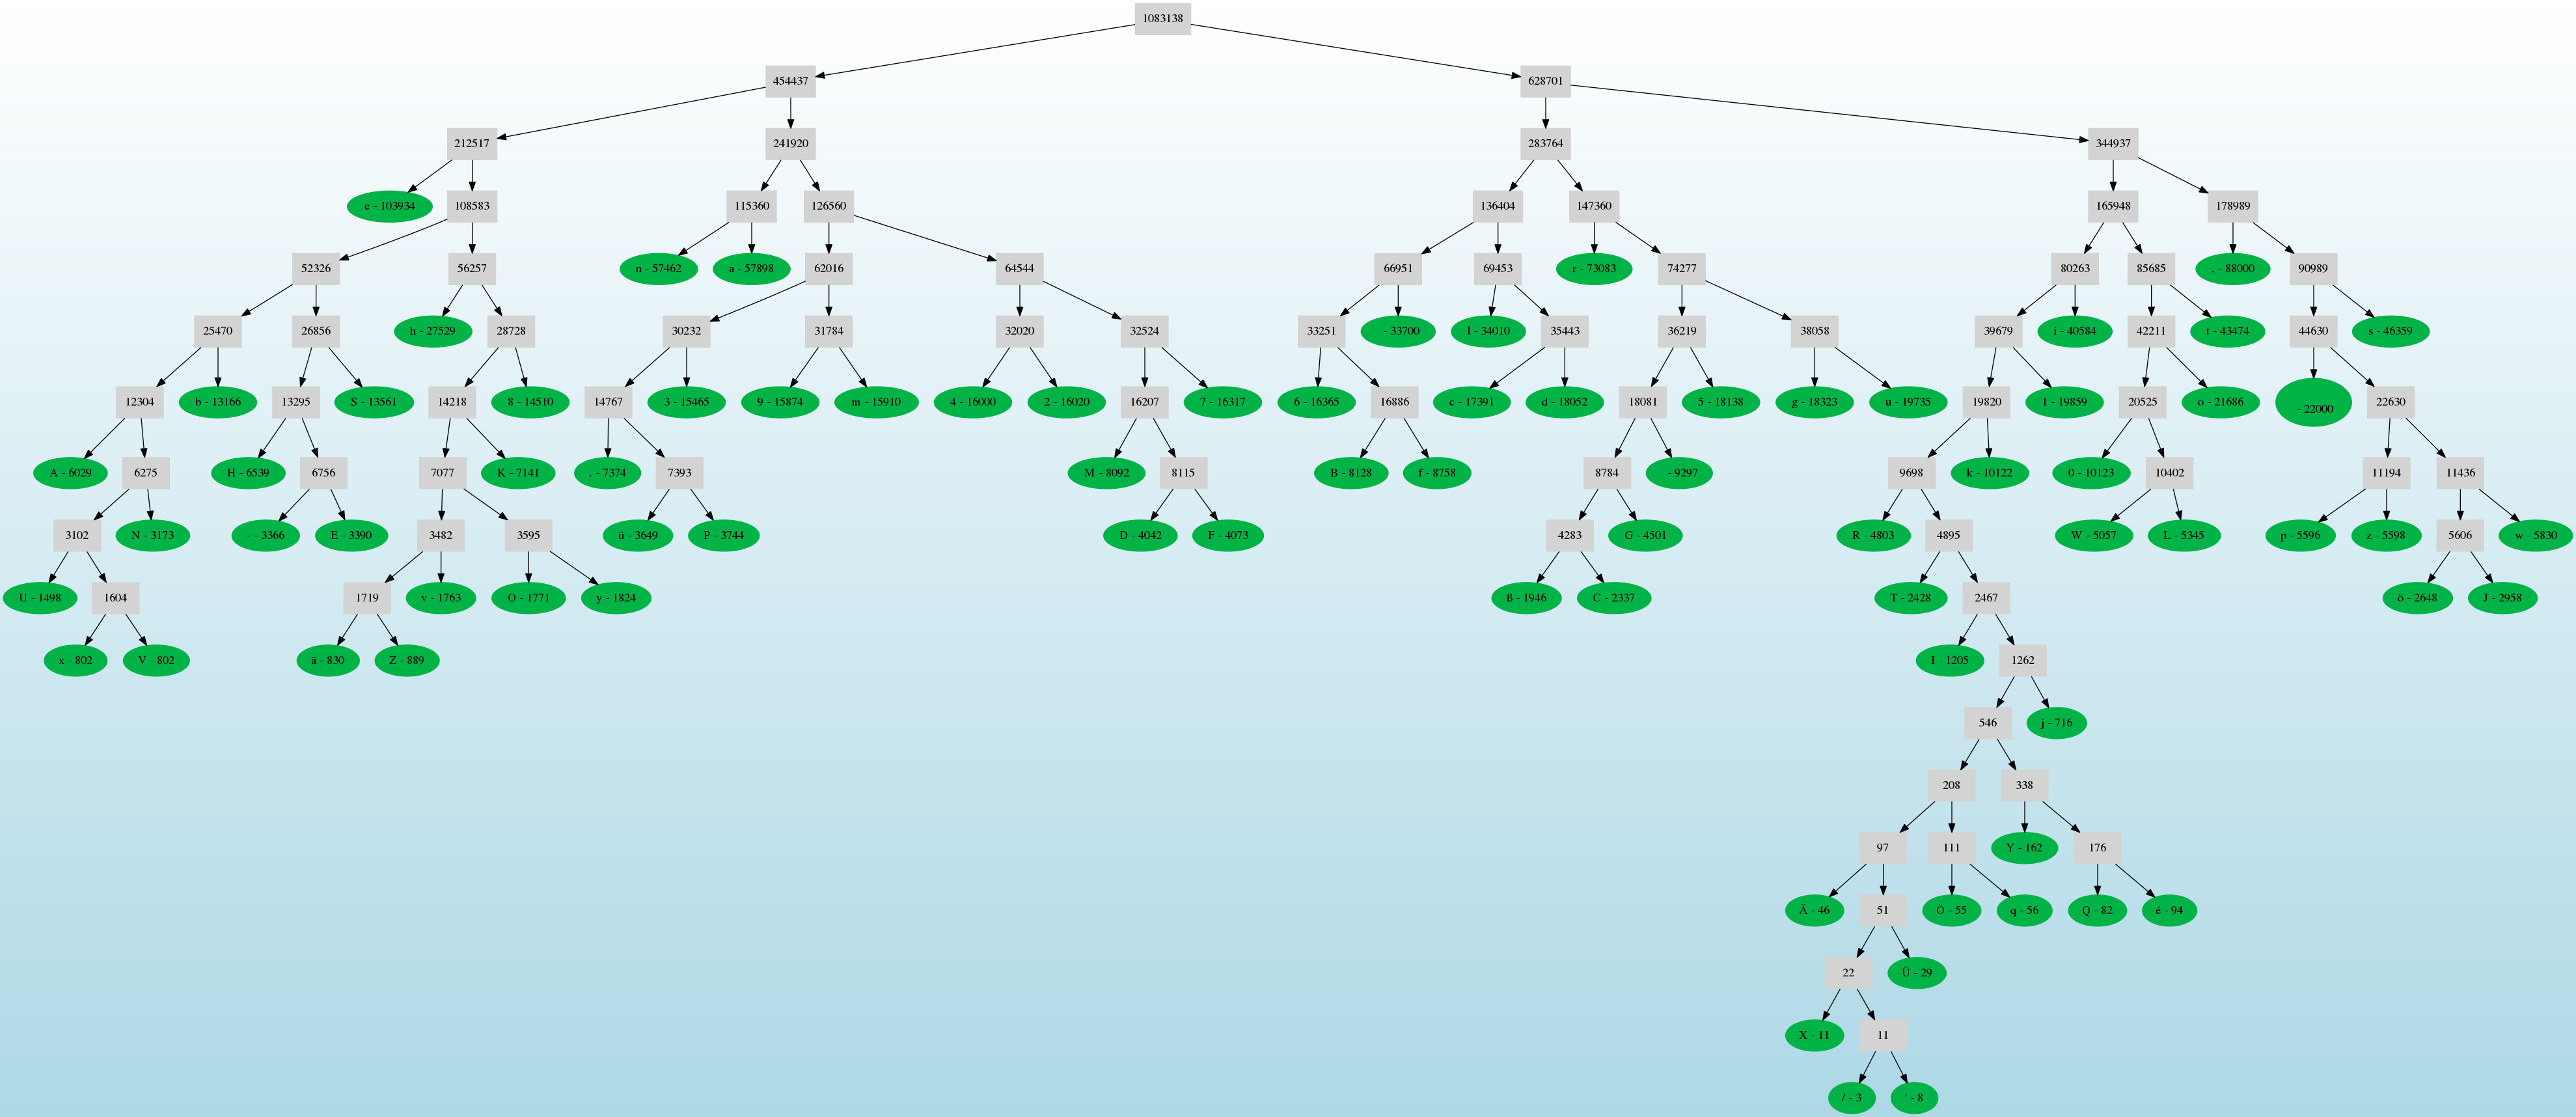 1083138
454437 628701
212517 241920 283764 344937
e - 103934 108583 115360 126560 136404 147360 165948 178989
52326 56257 n - 57462 a - 57898 62016 64544 66951 69453 r - 73083 74277 80263 85685 , - 88000 90989
25470 26856 h - 27529 28728 30232 31784 32020 32524 33251 - 33700 l - 34010 35443 36219 38058 39679 i - 40584 42211 t - 43474 44630 s - 46359
12304 b - 13166 13295 S - 13561 14218 8 - 14510 14767 3 - 15465 9 - 15874 m - 15910 4 - 16000 2 - 16020 16207 7 - 16317 6 - 16365 16886 c - 17391 d - 18052 18081 5 - 18138 g - 18323 u - 19735 19820 1 - 19859 20525 o - 21686 - 22000 22630
A - 6029 6275 H - 6539 6756 7077 K - 7141 . - 7374 7393 M - 8092 8115 B - 8128 f - 8758 8784 - 9297 9698 k - 10122 0 - 10123 10402 11194 11436
3102 N - 3173 - - 3366 E - 3390 3482 3595 ü - 3649 P - 3744 D - 4042 F - 4073 4283 G - 4501 R - 4803 4895 W - 5057 L - 5345 p - 5596 z - 5598 5606 w - 5830
U - 1498 1604 1719 v - 1763 O - 1771 y - 1824 ß - 1946 C - 2337 T - 2428 2467 ö - 2648 J - 2958
x - 802 V - 802 ä - 830 Z - 889 I - 1205 1262
546 j - 716
208 338
97 111 Y - 162 176
Ä - 46 51 Ö - 55 q - 56 Q - 82 é - 94
22 Ü - 29
X - 11 11
/ - 3 ' - 8